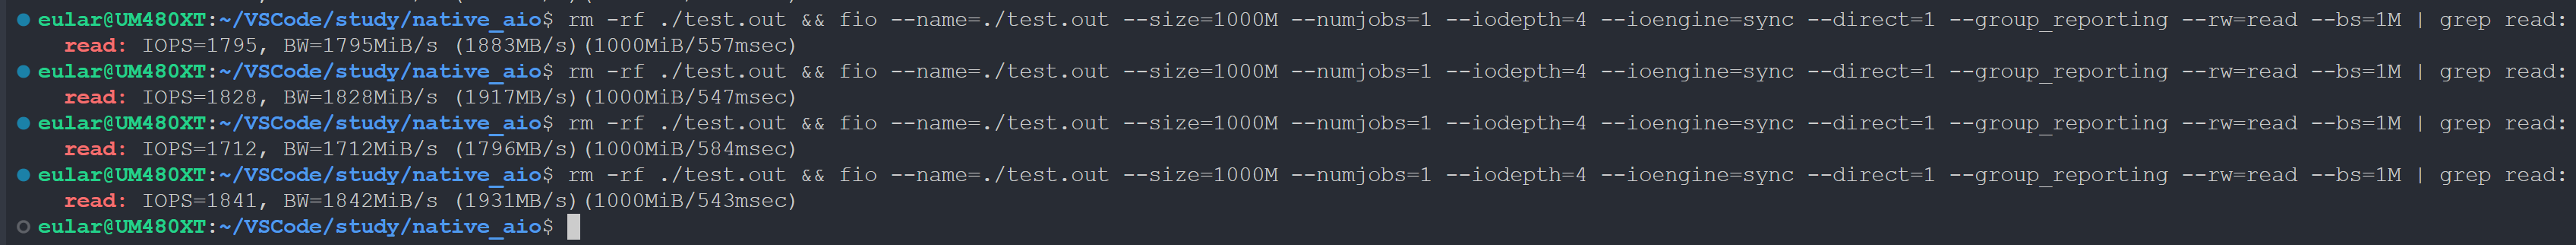 eular@UM480XT:~/VSCode/study/native_aio$ rm -rf ./test.out && fio --name=./test.out --size=1000M --numjobs=1 --iodepth=4 --ioengine=sync --direct=1 --group_reporting --rw=read --bs=1M | grep read:
read: IOPS=1795, BW=1795MiB/s (1883MB/s)(1000MiB/557msec)
eular@UM480XT:~/VSCode/study/native_aio$ rm -rf ./test.out && fio --name=./test.out --size=1000M --numjobs=1 --iodepth=4 --ioengine=sync --direct=1 --group_reporting --rw=read --bs=1M | grep read:
read: IOPS=1828, BW=1828MiB/s (1917MB/s)(1000MiB/547msec)
eular@UM480XT:~/VSCode/study/native_aio$ rm -rf ./test.out && fio --name=./test.out --size=1000M --numjobs=1 --iodepth=4 --ioengine=sync --direct=1 --group_reporting --rw=read --bs=1M | grep read:
read: IOPS=1712, BW=1712MiB/s (1796MB/s)(1000MiB/584msec)
eular@UM480XT:~/VSCode/study/native_aio$ rm -rf ./test.out && fio --name=./test.out --size=1000M --numjobs=1 --iodepth=4 --ioengine=sync --direct=1 --group_reporting --rw=read --bs=1M | grep read:
read: IOPS=1841, BW=1842MiB/s (1931MB/s)(1000MiB/543msec)
eular@UM480XT:~/VSCode/study/native_aio$